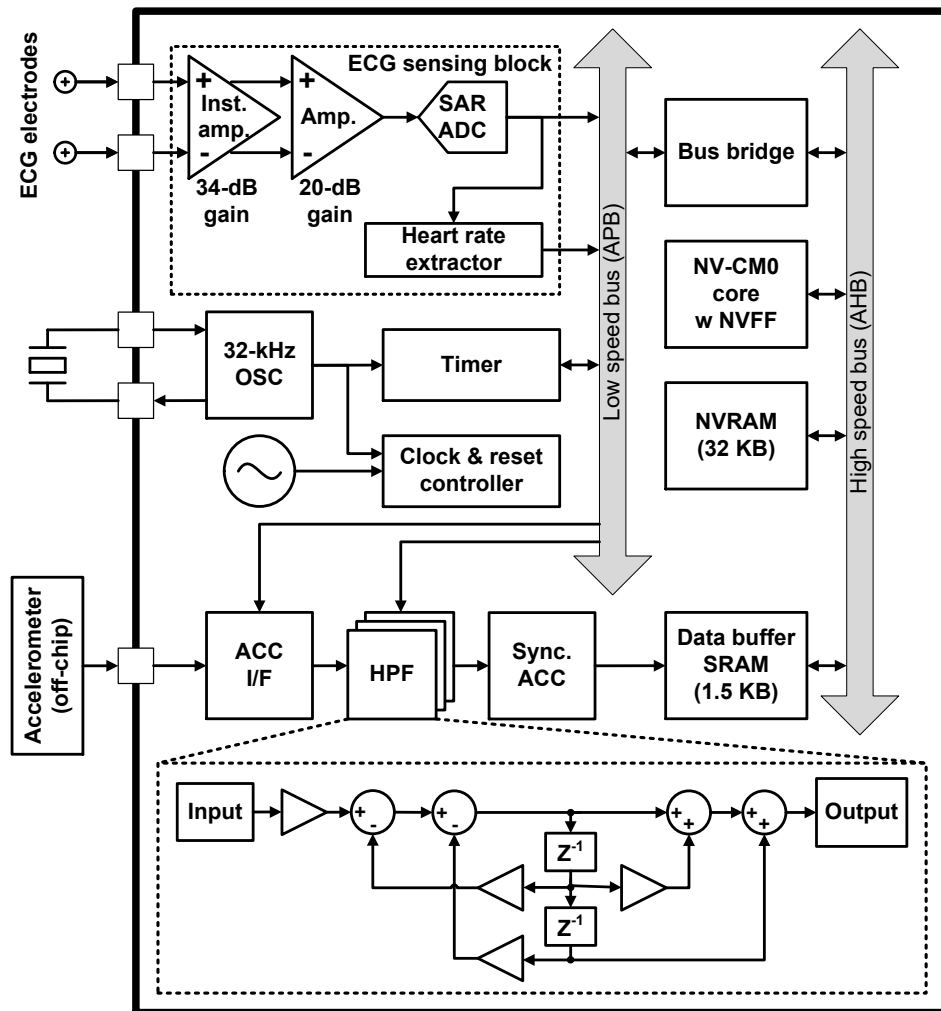 ECG electrodes
ECG sensing block
+
-
Inst.
amp.
34-dB
gain
+
-
Amp.
20-dB
gain
SAR
ADC
Heart rate
extractor
Low speed bus (APB)
Bus bridge
NV-CM0
core
w NVFF
NVRAM
(32 KB)
High speed bus (AHB)
32-kHz
OSC
Timer
Clock & reset
controller
Accelerometer
(off-chip)
ACC
I/F
HPF
Sync.
ACC
Data buffer
SRAM
(1.5 KB)
Input
+
-
+
-
+
+
+
+
Output
Z-1
Z-1